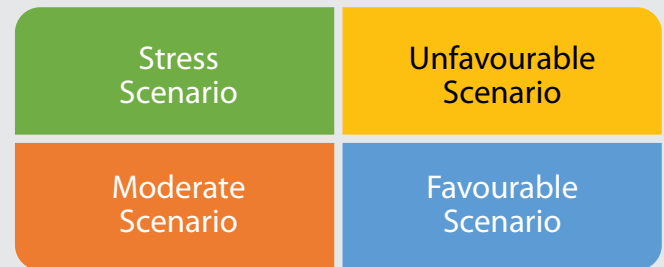 Stress
Scenario
Unfavourable
Scenario
Moderate
Scenario
Favourable
Scenario